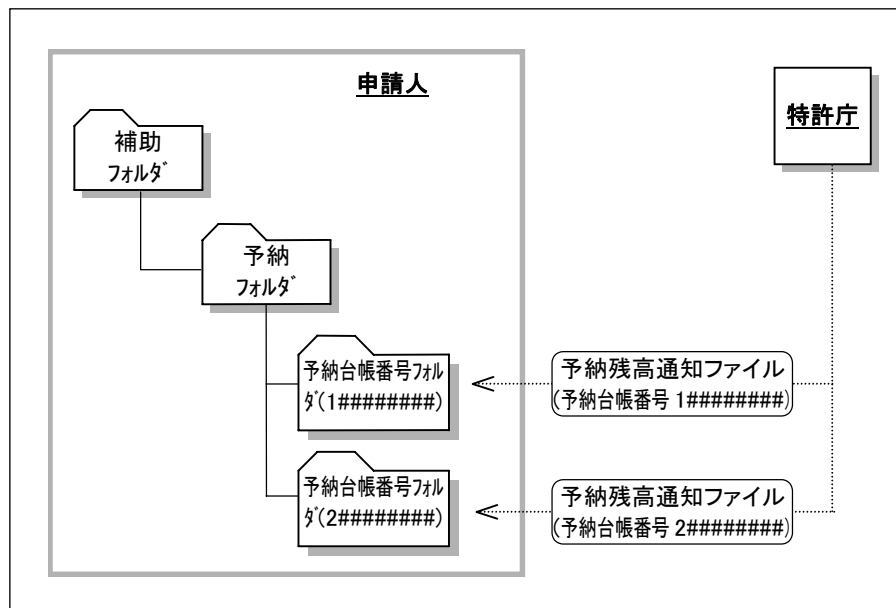 申請人
特許庁
補助
フォルダ
予納
フォルダ
予納台帳番号フォル
ダ(1########)
予納残高通知ファイル
(予納台帳番号 1########)
予納台帳番号フォル
ダ(2########)
予納残高通知ファイル
(予納台帳番号 2########)